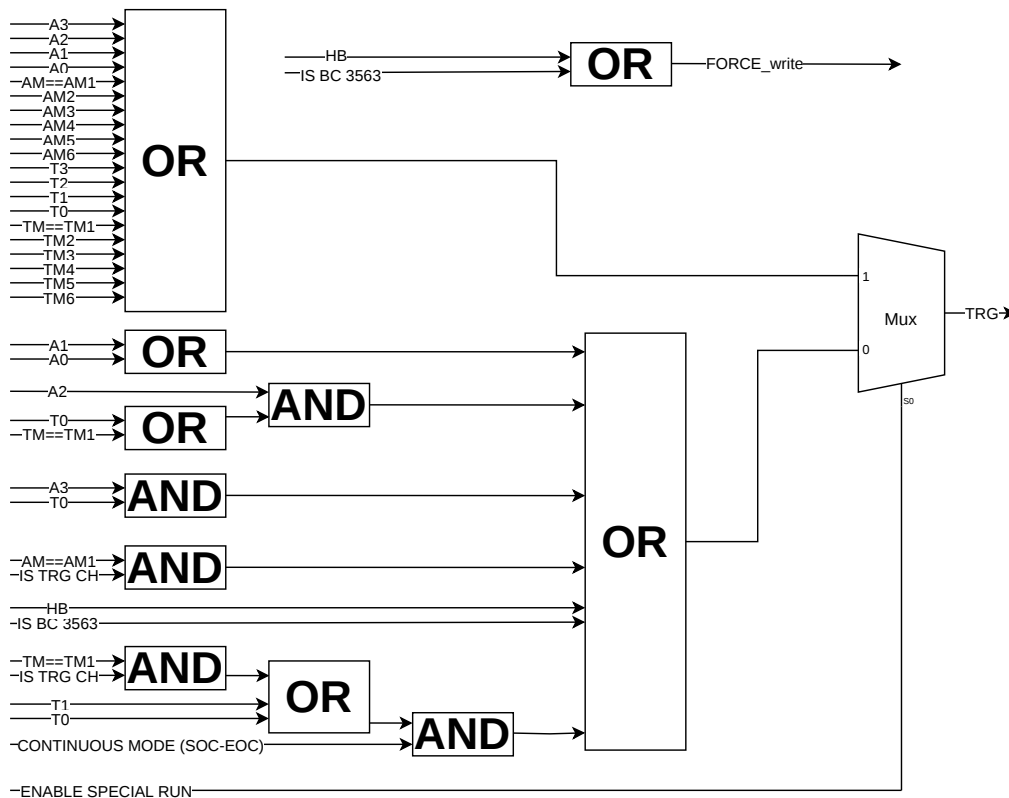 A3
A2
A1
A0
AM==AM1
AM2
AM3
AM4
AM5
AM6
T3
T2
T1
T0
TM==TM1
TM2
TM3
TM4
TM5
TM6
OR
HB
IS BC 3563
OR
FORCE_write
A1
A0
OR
A2
AND
T0
TM==TM1
OR
A3
T0
AND
AM==AM1
IS TRG CH
AND
HB
IS BC 3563
TM==TM1
IS TRG CH
AND
T1
T0
OR
CONTINUOUS MODE (SOC-EOC)
AND
OR
1
Mux
0
S0
TRG
ENABLE SPECIAL RUN